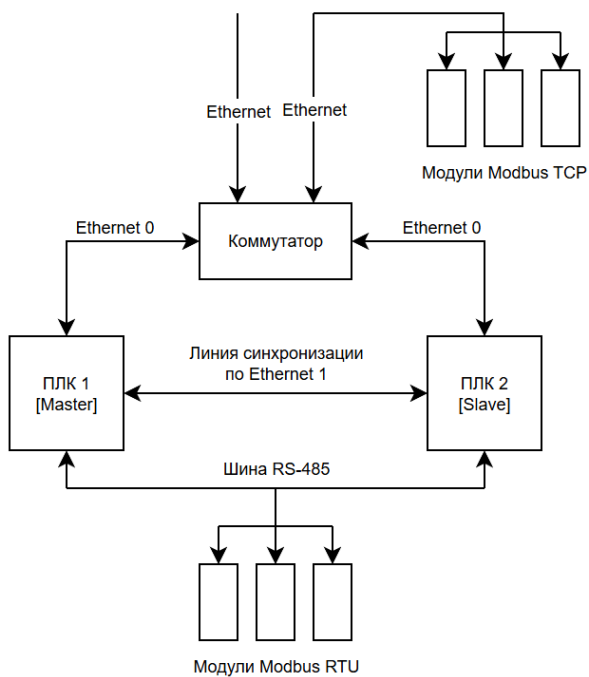 Ethernet
Ethernet
Модули Modbus TCP
Ethernet 0
Коммутатор
Ethernet 0
Линия синхронизации
по Ethernet 1
ПЛК 1
[Master]
ПЛК 2
[Slave]
Шина RS-485
Модули Modbus RTU